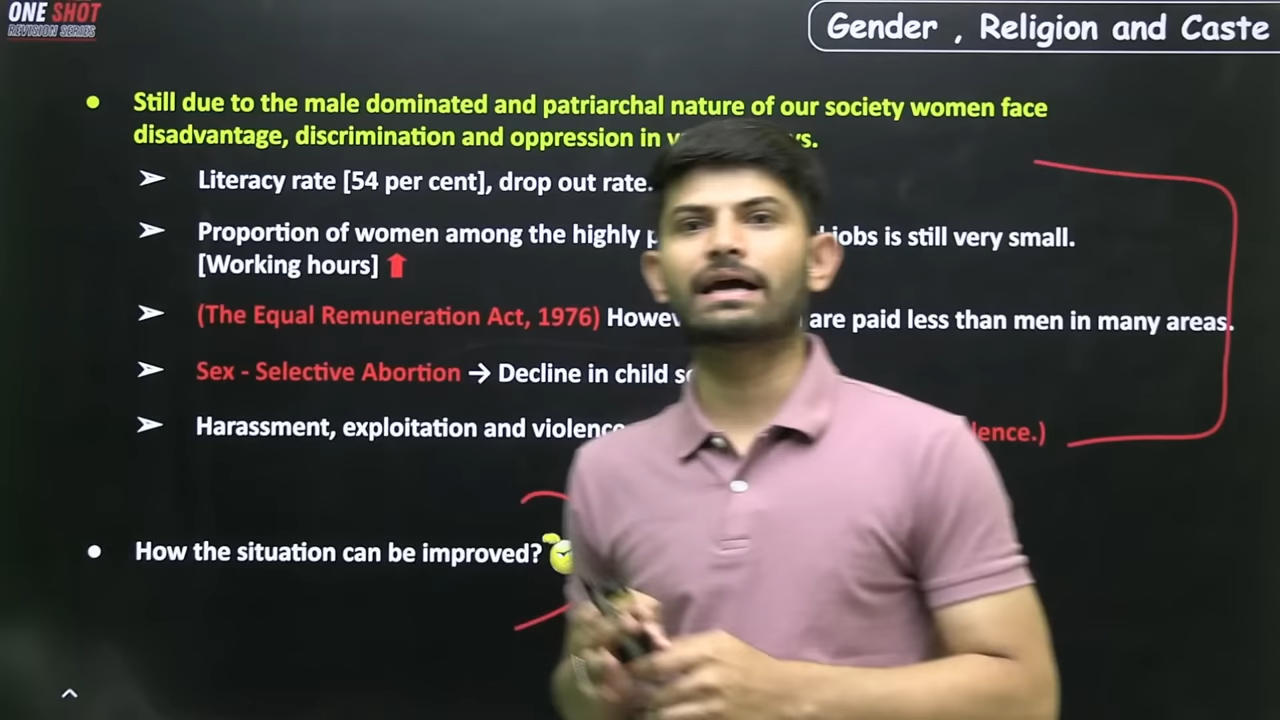 ONE SHOT
REVISION SERIES
Gender , Religion and Caste
Still due to the male dominated and patriarchal nature of our society women face
disadvantage, discrimination and oppression in
Literacy rate [54 per cent], drop out rate.
Proportion of women among the highly jobs is still very small.
[Working hours]
(The Equal Remuneration Act, 1976) are paid less than men in many areas.
Sex - Selective Abortion → Decline in child
Harassment, exploitation and violence
How the situation can be improved?